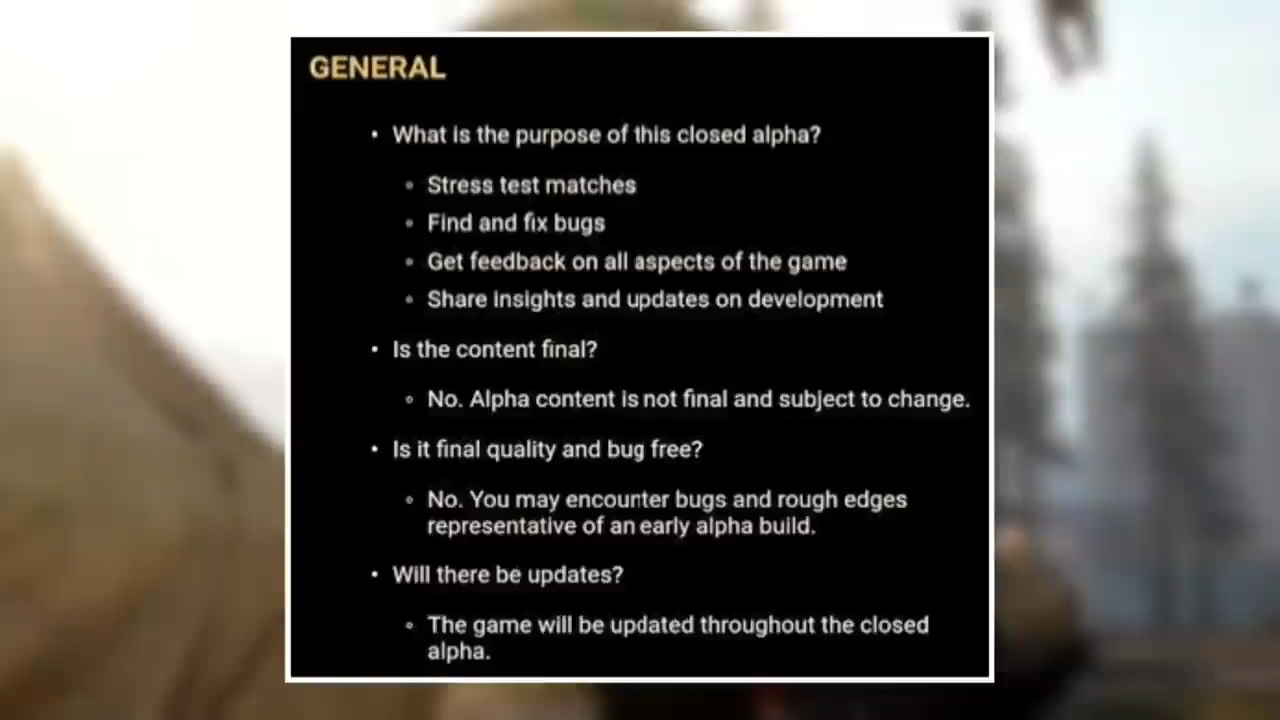 GENERAL
• What is the purpose of this closed alpha?
◦ Stress test matches
◦ Find and fix bugs
◦ Get feedback on all aspects of the game
◦ Share insights and updates on development
• Is the content final?
◦ No. Alpha content is not final and subject to change.
• Is it final quality and bug free?
◦ No. You may encounter bugs and rough edges
representative of an early alpha build.
• Will there be updates?
◦ The game will be updated throughout the closed
alpha.